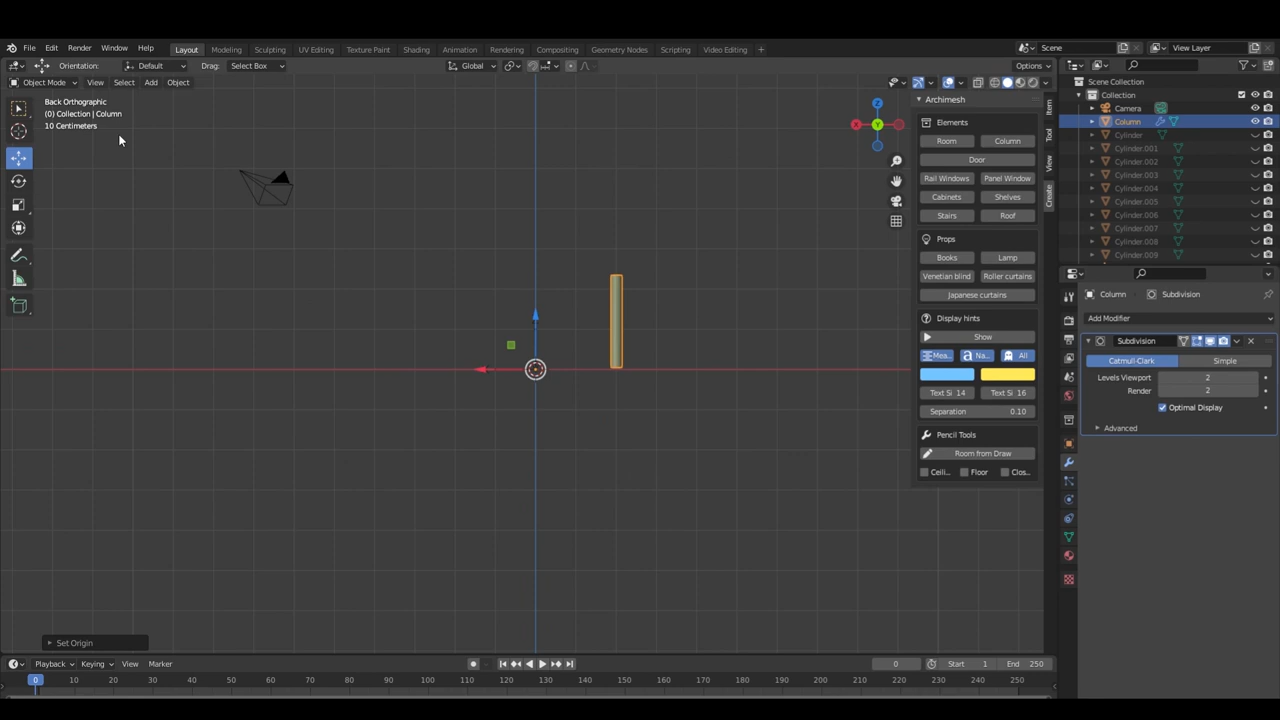 File Edit Render Window Help Layout Modeling Sculpting UV Editing Texture Paint Shading Animation Rendering Compositing Geometry Nodes Scripting Video Editing + Scene View Layer
Orientation: Default Drag: Select Box Global Options
Object Mode View Select Add Object
Back Orthographic
(0) Collection | Column
10 Centimeters
Z
X
Y
Archimesh
Elements
Room Column
Door
Rail Windows Panel Window
Cabinets Shelves
Stairs Roof
Props
Books Lamp
Venetian blind Roller curtains
Japanese curtains
Display hints
Show
Mea... Na... All
Text Si 14 Text Si 16
Separation 0.10
Pencil Tools
Room from Draw
Ceili... Floor Clos...
Item
Tool
View
Create
Scene Collection
Collection
Camera
Column
Cylinder
Cylinder.001
Cylinder.002
Cylinder.003
Cylinder.004
Cylinder.005
Cylinder.006
Cylinder.007
Cylinder.008
Cylinder.009
Column Subdivision
Add Modifier
Subdivision
Catmull-Clark Simple
Levels Viewport 2
Render 2
Optimal Display
Advanced
Set Origin
Playback Keying View Marker 0 Start 1 End 250
0 10 20 30 40 50 60 70 80 90 100 110 120 130 140 150 160 170 180 190 200 210 220 230 240 250